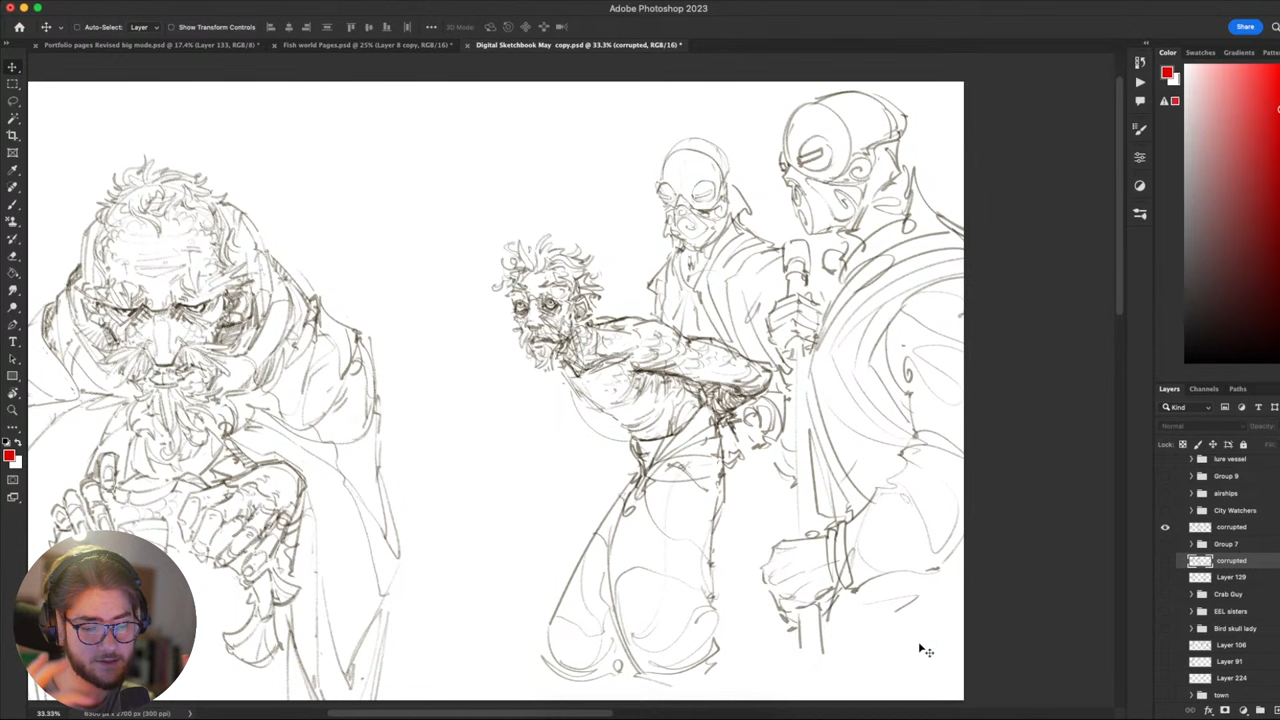 Adobe Photoshop 2023
Auto-Select: Layer Show Transform Controls 3D Mode: Share
Portfolio pages Revised big mode.psd @ 17.4% (Layer 133, RGB/8) * Fish world Pages.psd @ 25% (Layer 8 copy, RGB/16) * Digital Sketchbook May copy.psd @ 33.3% (corrupted, RGB/16) *
Color Swatches Gradients
Layers Channels Paths
Kind
Normal Opacity:
Lock:
lure vessel
Group 9
airships
City Watchers
corrupted
Group 7
corrupted
Layer 129
Crab Guy
EEL sisters
Bird skull lady
Layer 106
Layer 91
Layer 224
town
33.33%